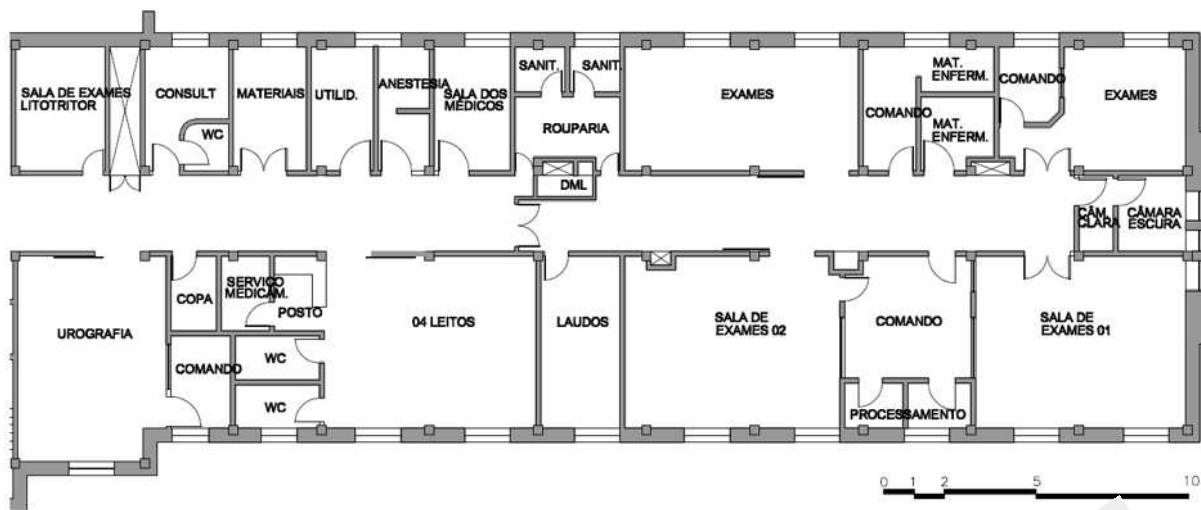 SALA DE EXAMES
LITOTRITOR
CONSULT
WC
MATERIAIS
UTILID.
ANESTESIA
SALA DOS
MÉDICOS
SANIT.
SANIT.
ROUPARIA
DML
EXAMES
COMANDO
MAT.
ENFERM.
MAT.
ENFERM.
COMANDO
EXAMES
CÂM.
CLARA
CÂMARA
ESCURA
UROGRAFIA
COPA
SERVIÇO
MEDICAM.
POSTO
COMANDO
WC
WC
04 LEITOS
LAUDOS
SALA DE
EXAMES 02
COMANDO
PROCESSAMENTO
SALA DE
EXAMES 01
0 1 2 5 10